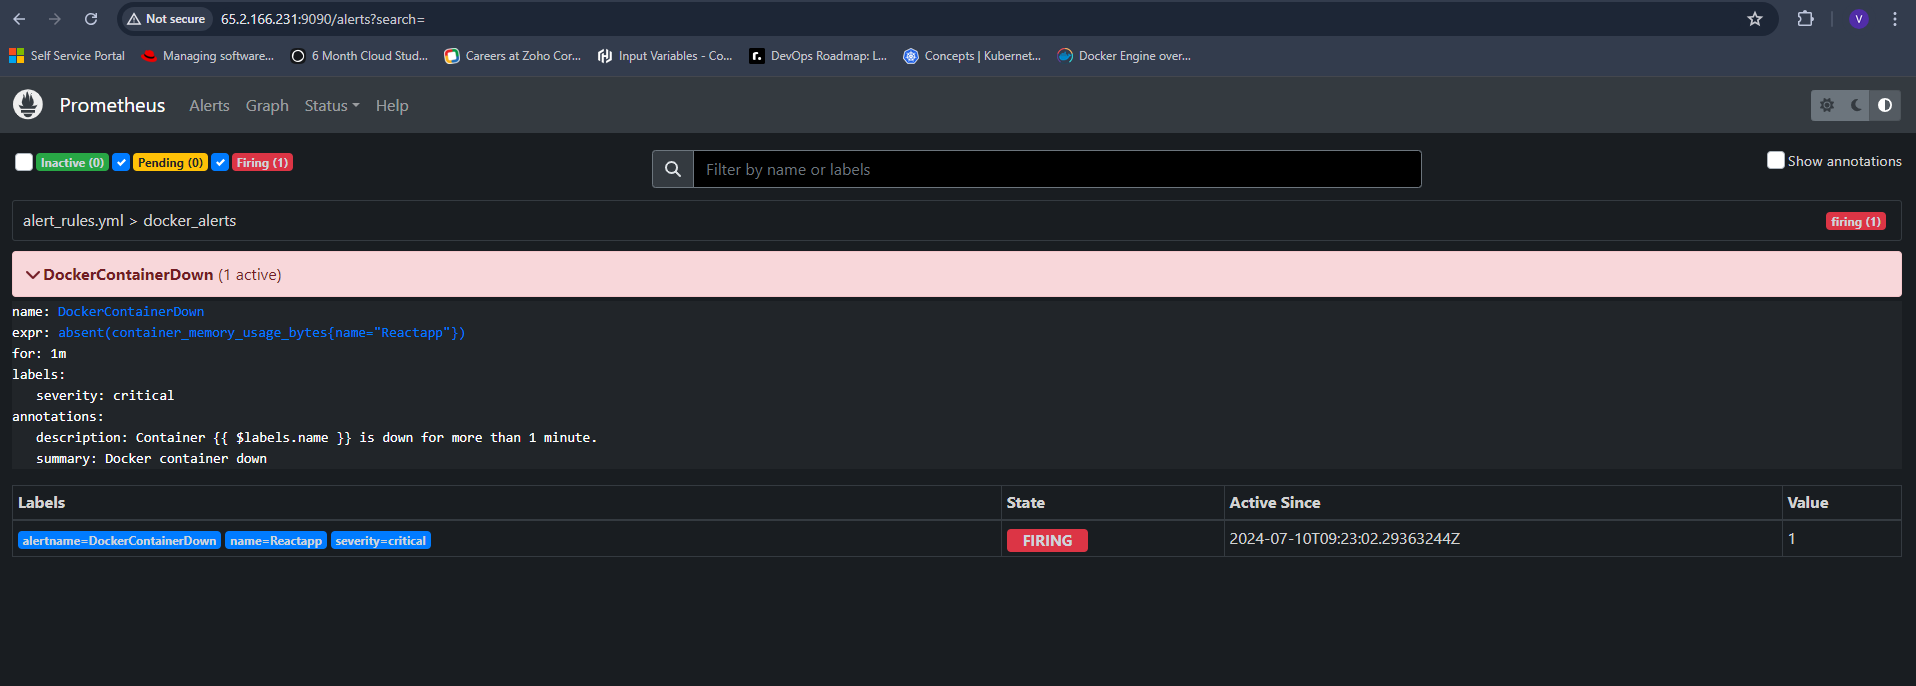 Not secure 65.2.166.231:9090/alerts?search= V
Self Service Portal Managing software... 6 Month Cloud Stud... Careers at Zoho Cor... Input Variables - Co... DevOps Roadmap: L... Concepts | Kubernet... Docker Engine over...
Prometheus Alerts Graph Status Help
Inactive (0) Pending (0) Firing (1) Filter by name or labels Show annotations
alert_rules.yml > docker_alerts firing (1)
DockerContainerDown (1 active)
name: DockerContainerDown
expr: absent(container_memory_usage_bytes{name="Reactapp"})
for: 1m
labels:
severity: critical
annotations:
description: Container {{ $labels.name }} is down for more than 1 minute.
summary: Docker container down
Labels State Active Since Value
alertname=DockerContainerDown name=Reactapp severity=critical FIRING 2024-07-10T09:23:02.29363244Z 1